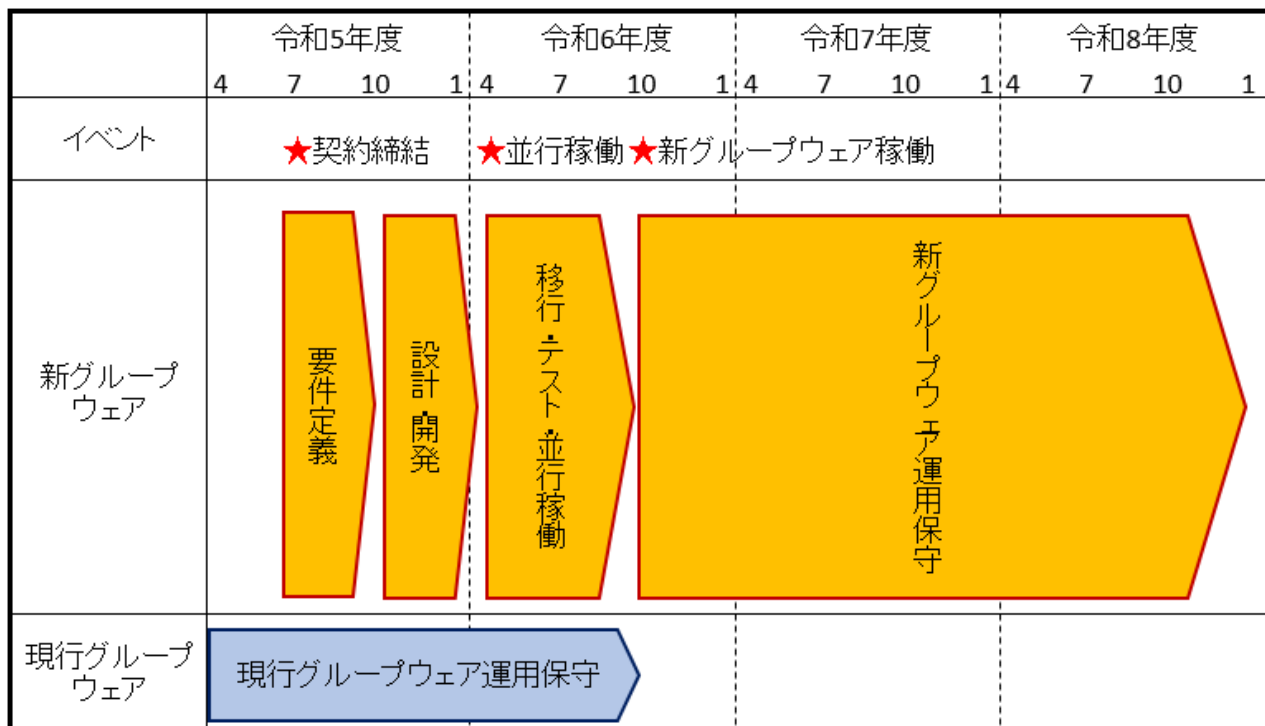 令和5年度 令和6年度 令和7年度 令和8年度
4 7 10 1 4 7 10 1 4 7 10 1 4 7 10 1
イベント
★契約締結 ★並行稼働 ★新グループウェア稼働
新グループ
ウェア
要件定義
設計・開発
移行・テスト・並行稼働
新グループウェア運用保守
現行グループ
ウェア
現行グループウェア運用保守